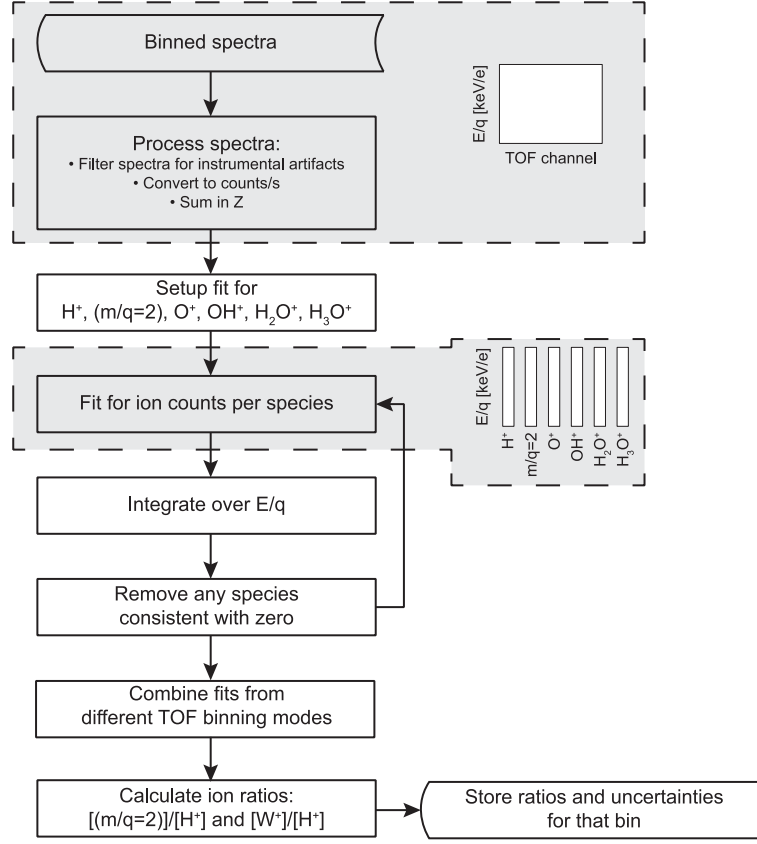 Binned spectra
E/q [keV/e]
TOF channel
Process spectra:
• Filter spectra for instrumental artifacts
• Convert to counts/s
• Sum in Z
Setup fit for
H⁺, (m/q=2), O⁺, OH⁺, H₂O⁺, H₃O⁺
Fit for ion counts per species
E/q [keV/e]
H⁺
m/q=2
O⁺
OH⁺
H₂O⁺
H₃O⁺
Integrate over E/q
Remove any species
consistent with zero
Combine fits from
different TOF binning modes
Calculate ion ratios:
[(m/q=2)]/[H⁺] and [W⁺]/[H⁺]
Store ratios and uncertainties
for that bin